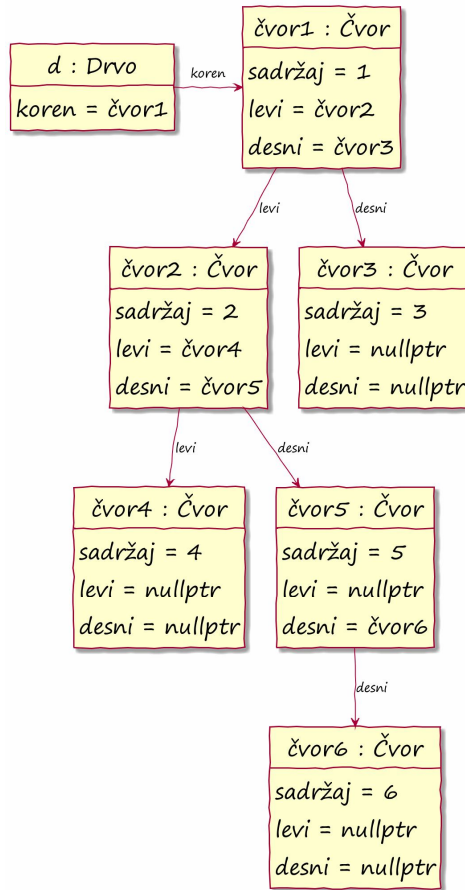 d : Drvo
koren = čvor1
koren
čvor1 : Čvor
sadržaj = 1
levi = čvor2
desni = čvor3
levi
desni
čvor2 : Čvor
sadržaj = 2
levi = čvor4
desni = čvor5
čvor3 : Čvor
sadržaj = 3
levi = nullptr
desni = nullptr
levi
desni
čvor4 : Čvor
sadržaj = 4
levi = nullptr
desni = nullptr
čvor5 : Čvor
sadržaj = 5
levi = nullptr
desni = čvor6
desni
čvor6 : Čvor
sadržaj = 6
levi = nullptr
desni = nullptr